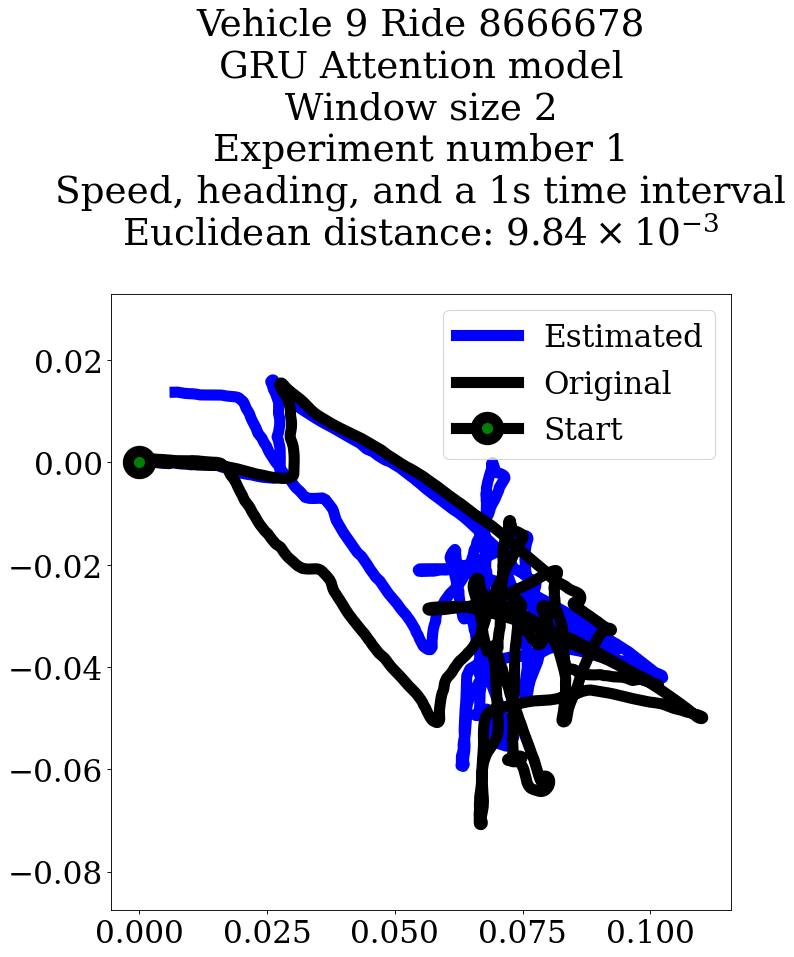 Vehicle 9 Ride 8666678
GRU Attention model
Window size 2
Experiment number 1
Speed, heading, and a 1s time interval
Euclidean distance: 9.84 × 10⁻³
Estimated
Original
Start
0.02
0.00
−0.02
−0.04
−0.06
−0.08
0.000 0.025 0.050 0.075 0.100